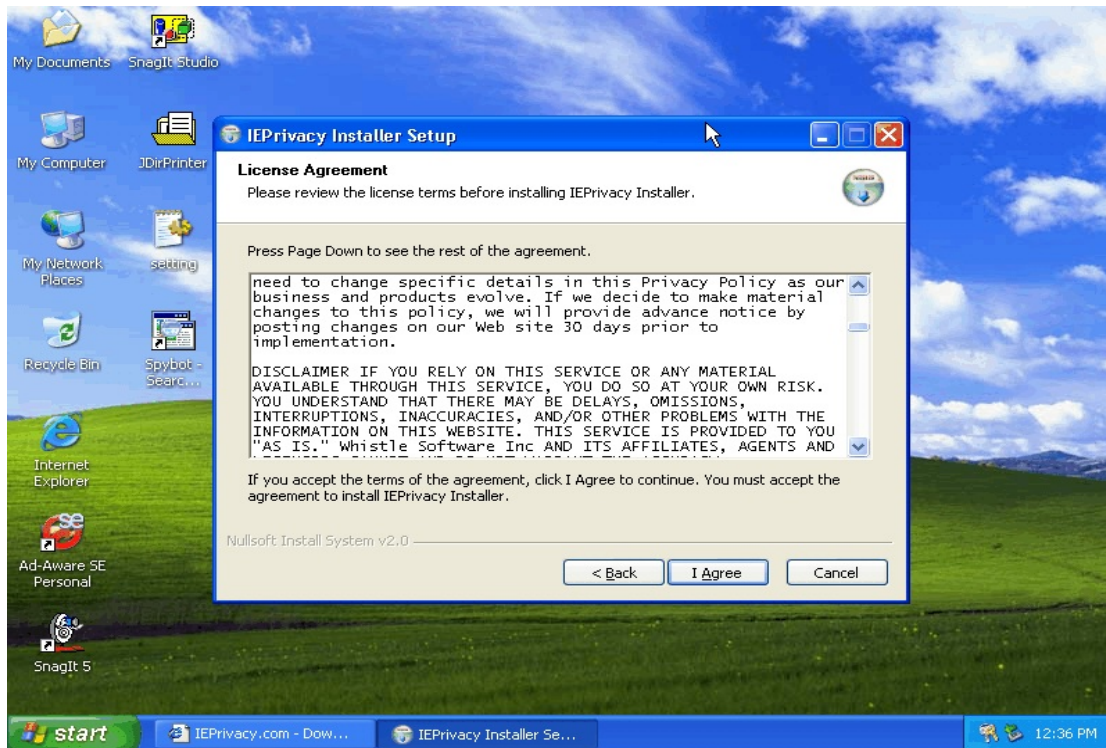 My Documents
SnagIt Studio
My Computer
JDirPrinter
My Network
Places
setting
Recycle Bin
Spybot -
Searc...
Internet
Explorer
Ad-Aware SE
Personal
SnagIt 5
IEPrivacy Installer Setup
License Agreement
Please review the license terms before installing IEPrivacy Installer.
Press Page Down to see the rest of the agreement.
need to change specific details in this Privacy Policy as our
business and products evolve. If we decide to make material
changes to this policy, we will provide advance notice by
posting changes on our Web site 30 days prior to
implementation.
DISCLAIMER IF YOU RELY ON THIS SERVICE OR ANY MATERIAL
AVAILABLE THROUGH THIS SERVICE, YOU DO SO AT YOUR OWN RISK.
YOU UNDERSTAND THAT THERE MAY BE DELAYS, OMISSIONS,
INTERRUPTIONS, INACCURACIES, AND/OR OTHER PROBLEMS WITH THE
INFORMATION ON THIS WEBSITE. THIS SERVICE IS PROVIDED TO YOU
"AS IS." Whistle Software Inc AND ITS AFFILIATES, AGENTS AND
If you accept the terms of the agreement, click I Agree to continue. You must accept the
agreement to install IEPrivacy Installer.
Nullsoft Install System v2.0
< Back
I Agree
Cancel
start
IEPrivacy.com - Dow...
IEPrivacy Installer Se...
12:36 PM